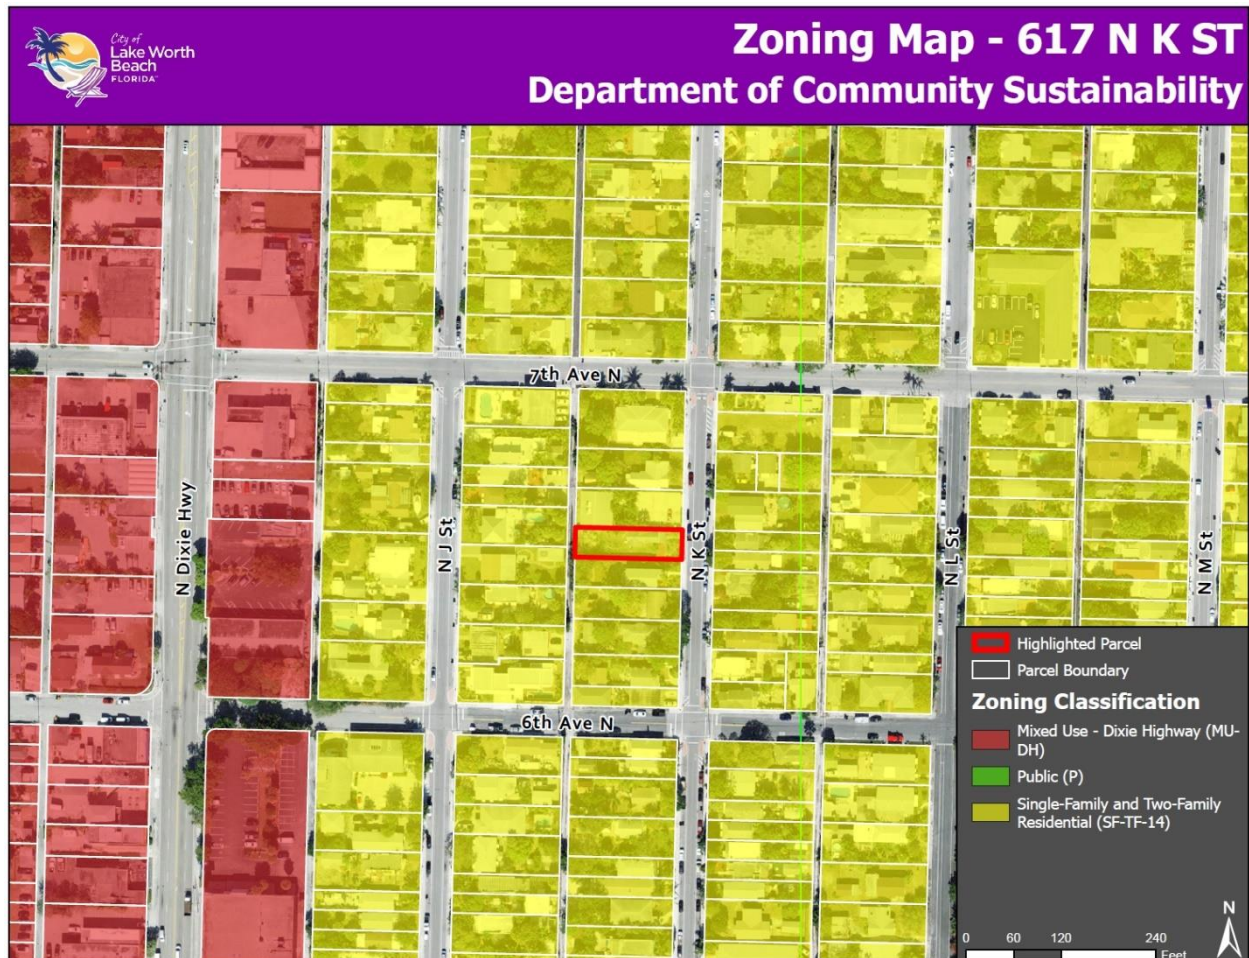 City of
Lake Worth
Beach
FLORIDA
Zoning Map - 617 N K ST
Department of Community Sustainability
7th Ave N
N Dixie Hwy
N J St
N K St
N L St
N M St
6th Ave N
Highlighted Parcel
Parcel Boundary
Zoning Classification
Mixed Use - Dixie Highway (MU-
DH)
Public (P)
Single-Family and Two-Family
Residential (SF-TF-14)
N
0 60 120 240
Feet